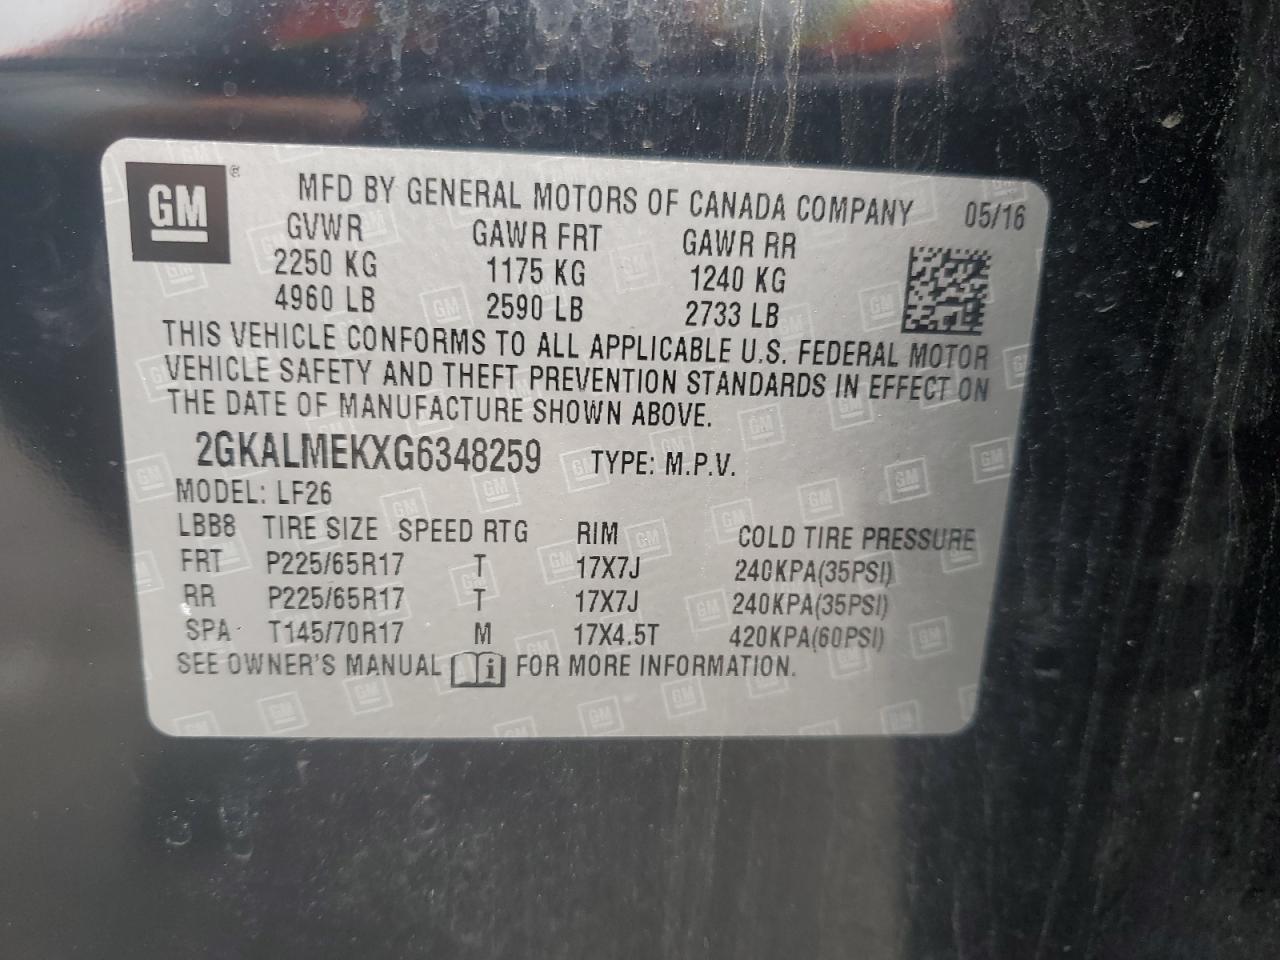 GM ®
MFD BY GENERAL MOTORS OF CANADA COMPANY 05/16
GVWR GAWR FRT GAWR RR
2250 KG 1175 KG 1240 KG
4960 LB 2590 LB 2733 LB
THIS VEHICLE CONFORMS TO ALL APPLICABLE U.S. FEDERAL MOTOR
VEHICLE SAFETY AND THEFT PREVENTION STANDARDS IN EFFECT ON
THE DATE OF MANUFACTURE SHOWN ABOVE.
2GKALMEKXG6348259 TYPE: M.P.V.
MODEL: LF26
LBB8 TIRE SIZE SPEED RTG RIM COLD TIRE PRESSURE
FRT P225/65R17 T 17X7J 240KPA(35PSI)
RR P225/65R17 T 17X7J 240KPA(35PSI)
SPA T145/70R17 M 17X4.5T 420KPA(60PSI)
SEE OWNER'S MANUAL i FOR MORE INFORMATION.